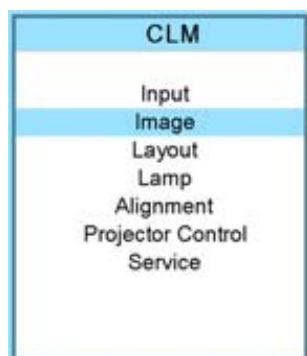 CLM
Input
Image
Layout
Lamp
Alignment
Projector Control
Service